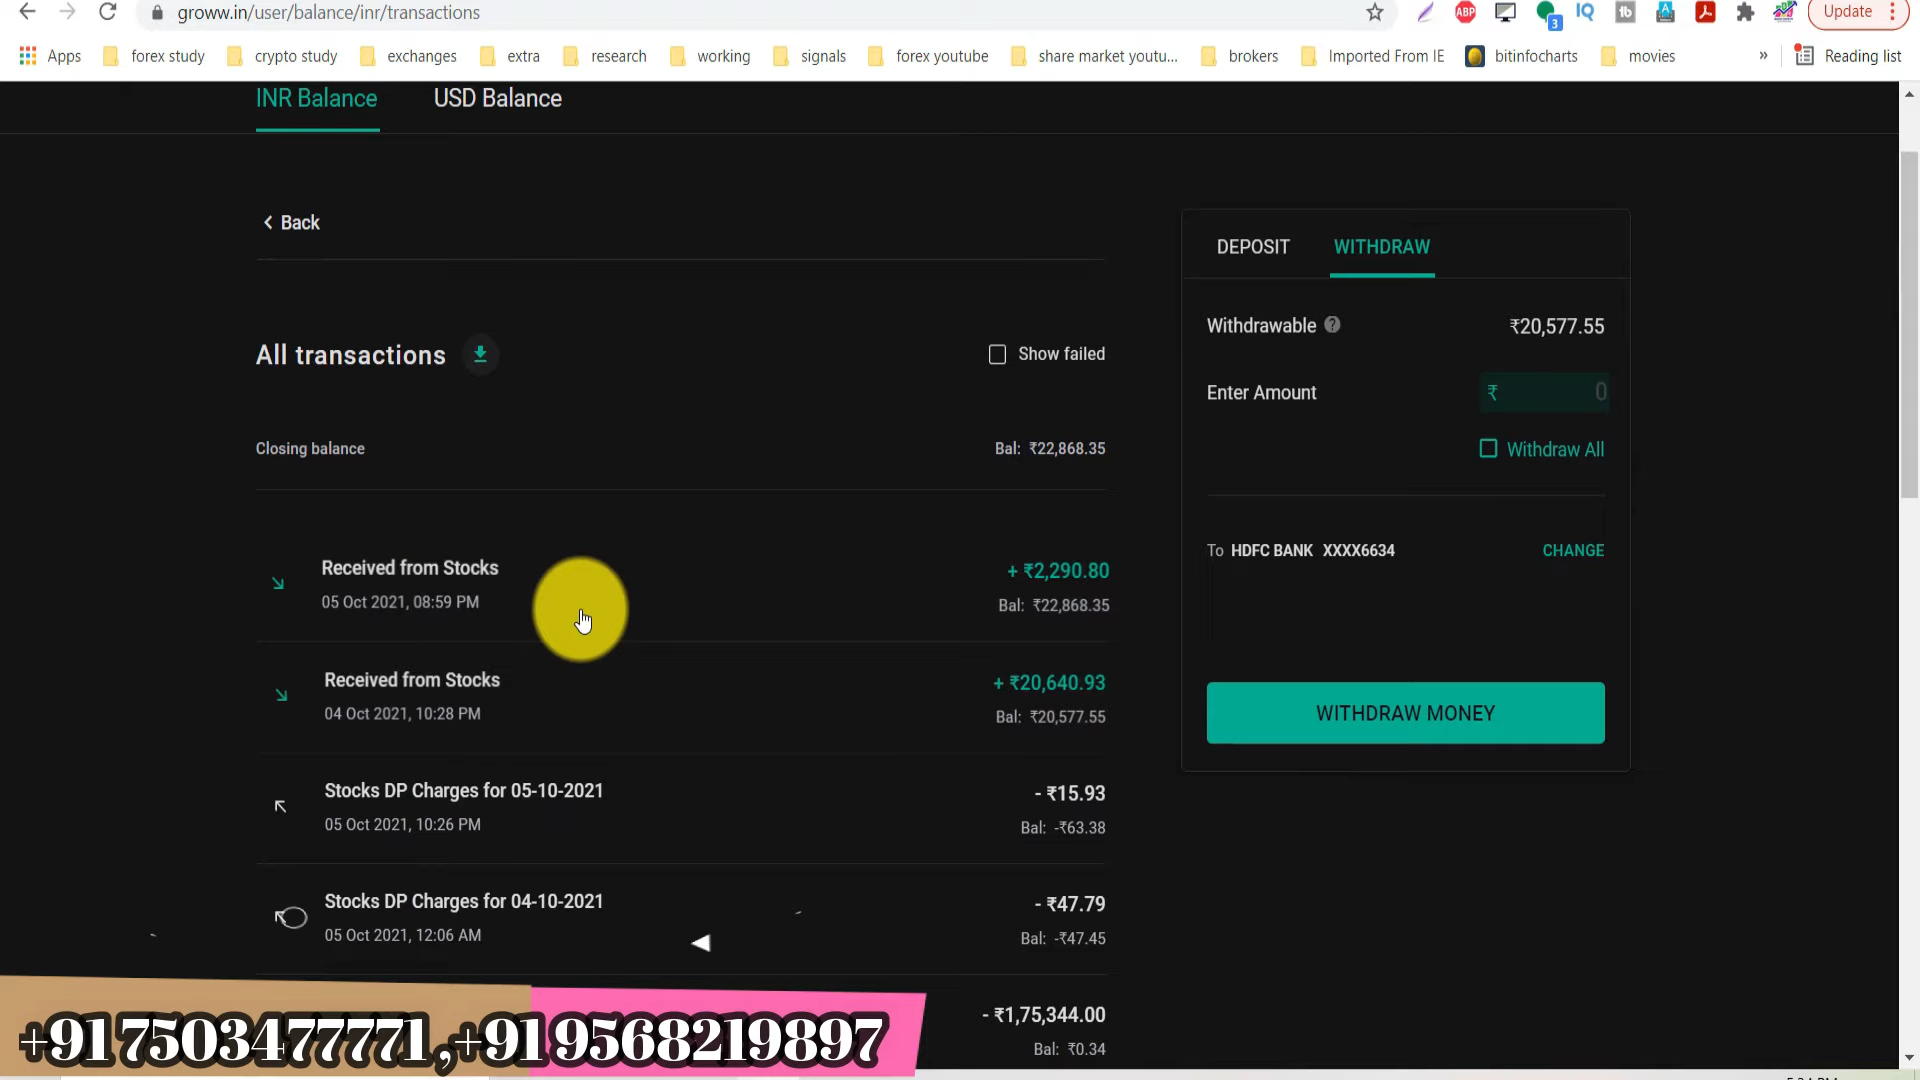 groww.in/user/balance/inr/transactions
ABP
3
IQ
tb
A
Update
Apps
forex study
crypto study
exchanges
extra
research
working
signals
forex youtube
share market youtu...
brokers
Imported From IE
bitinfocharts
movies
»
Reading list
INR Balance
USD Balance
Back
All transactions
Show failed
Closing balance
Bal: ₹22,868.35
Received from Stocks
+ ₹2,290.80
05 Oct 2021, 08:59 PM
Bal: ₹22,868.35
Received from Stocks
+ ₹20,640.93
04 Oct 2021, 10:28 PM
Bal: ₹20,577.55
Stocks DP Charges for 05-10-2021
- ₹15.93
05 Oct 2021, 10:26 PM
Bal: -₹63.38
Stocks DP Charges for 04-10-2021
- ₹47.79
05 Oct 2021, 12:06 AM
Bal: -₹47.45
- ₹1,75,344.00
Bal: ₹0.34
DEPOSIT
WITHDRAW
Withdrawable ?
₹20,577.55
Enter Amount
₹ 0
Withdraw All
To HDFC BANK XXXX6634
CHANGE
WITHDRAW MONEY
+917503477771,+919568219897